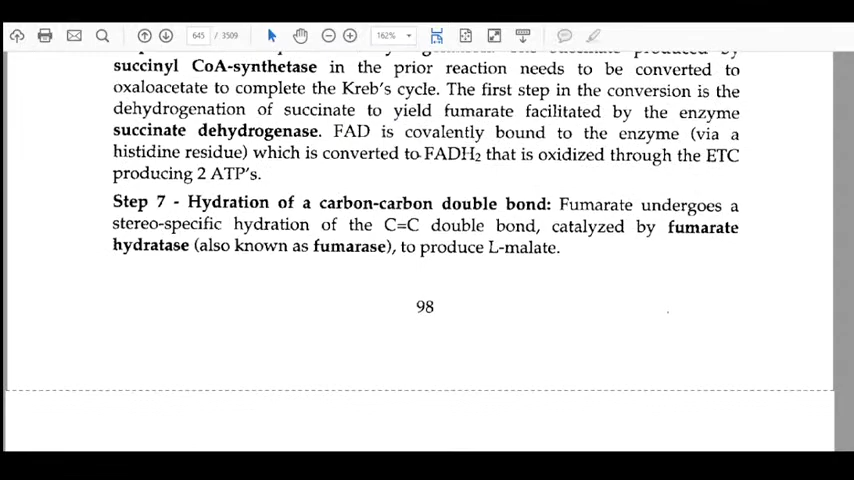 645 / 3509 162%
succinyl CoA-synthetase in the prior reaction needs to be converted to
oxaloacetate to complete the Kreb's cycle. The first step in the conversion is the
dehydrogenation of succinate to yield fumarate facilitated by the enzyme
succinate dehydrogenase. FAD is covalently bound to the enzyme (via a
histidine residue) which is converted to FADH₂ that is oxidized through the ETC
producing 2 ATP's.
Step 7 - Hydration of a carbon-carbon double bond: Fumarate undergoes a
stereo-specific hydration of the C=C double bond, catalyzed by fumarate
hydratase (also known as fumarase), to produce L-malate.
98